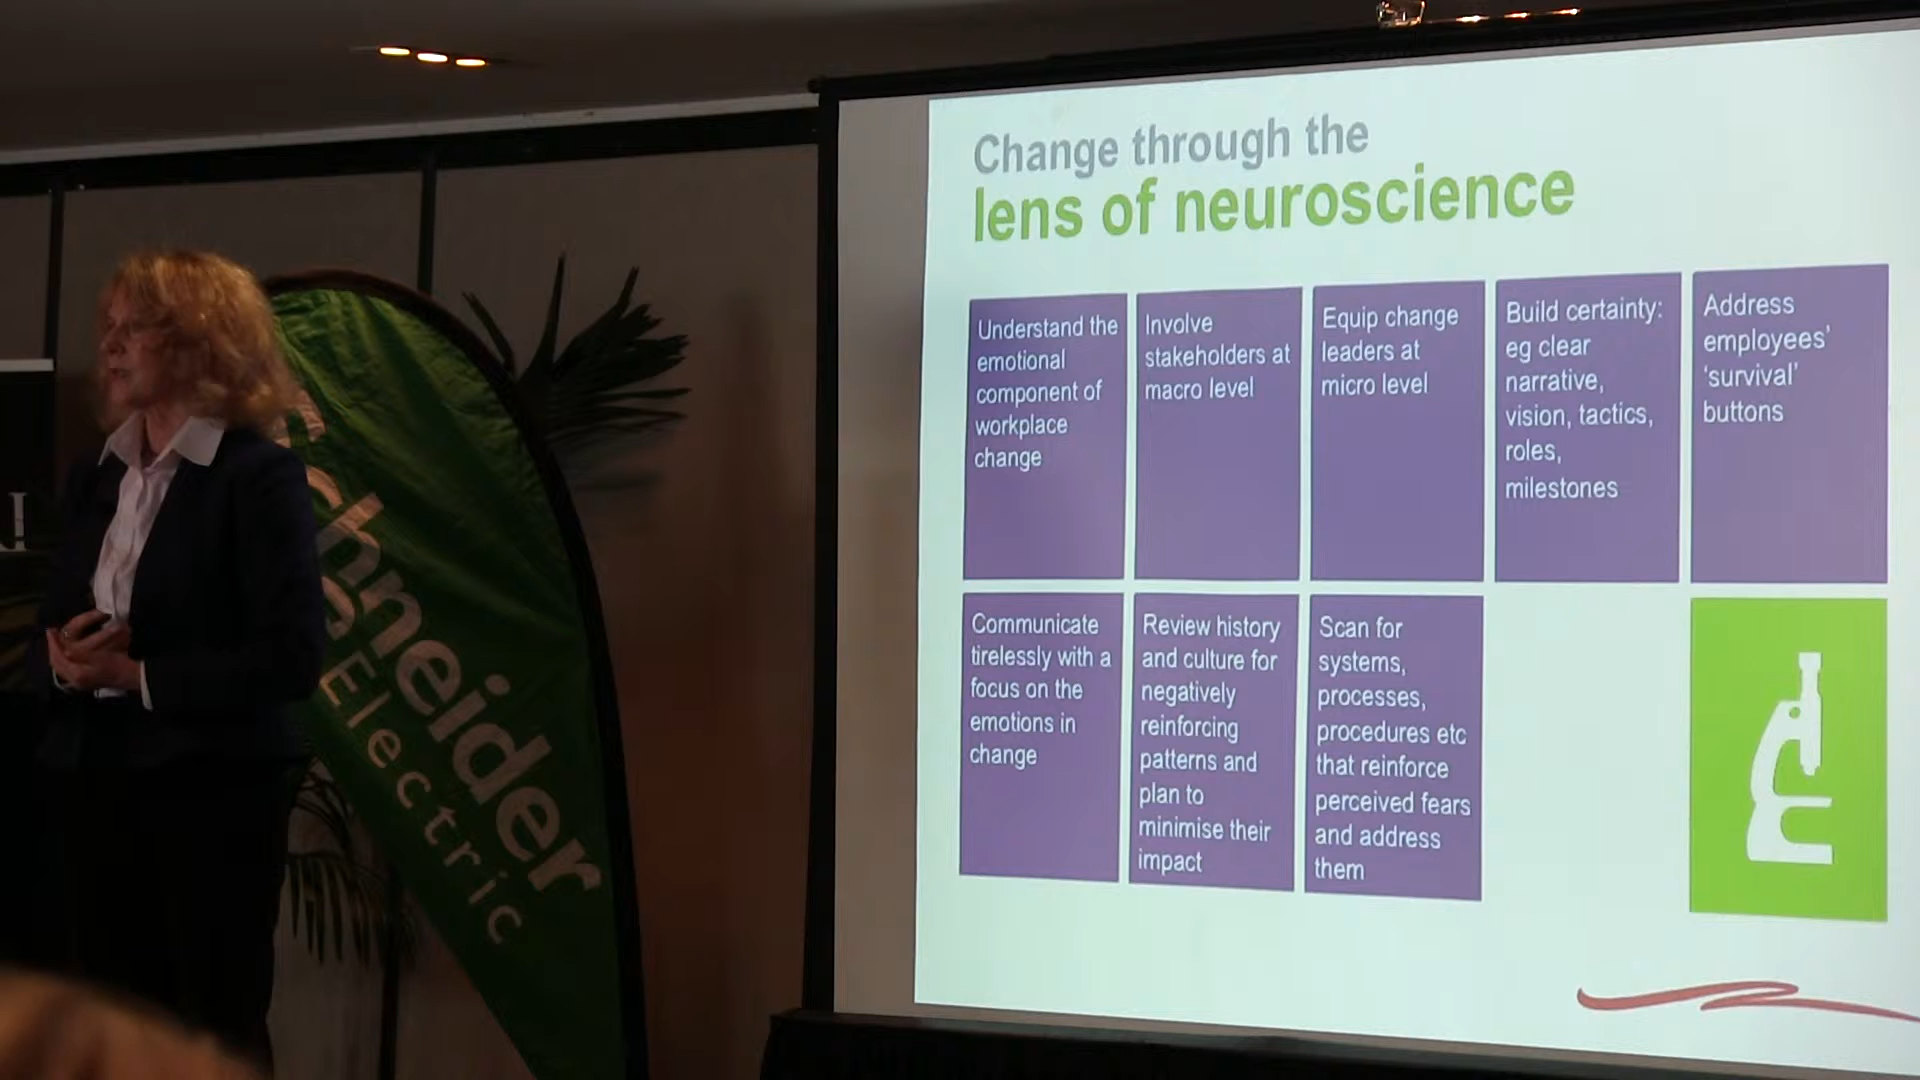 Change through the
lens of neuroscience
Understand the
emotional
component of
workplace
change
Involve
stakeholders at
macro level
Equip change
leaders at
micro level
Build certainty:
eg clear
narrative,
vision, tactics,
roles,
milestones
Address
employees’
‘survival’
buttons
Communicate
tirelessly with a
focus on the
emotions in
change
Review history
and culture for
negatively
reinforcing
patterns and
plan to
minimise their
impact
Scan for
systems,
processes,
procedures etc
that reinforce
perceived fears
and address
them
chneider
Electric